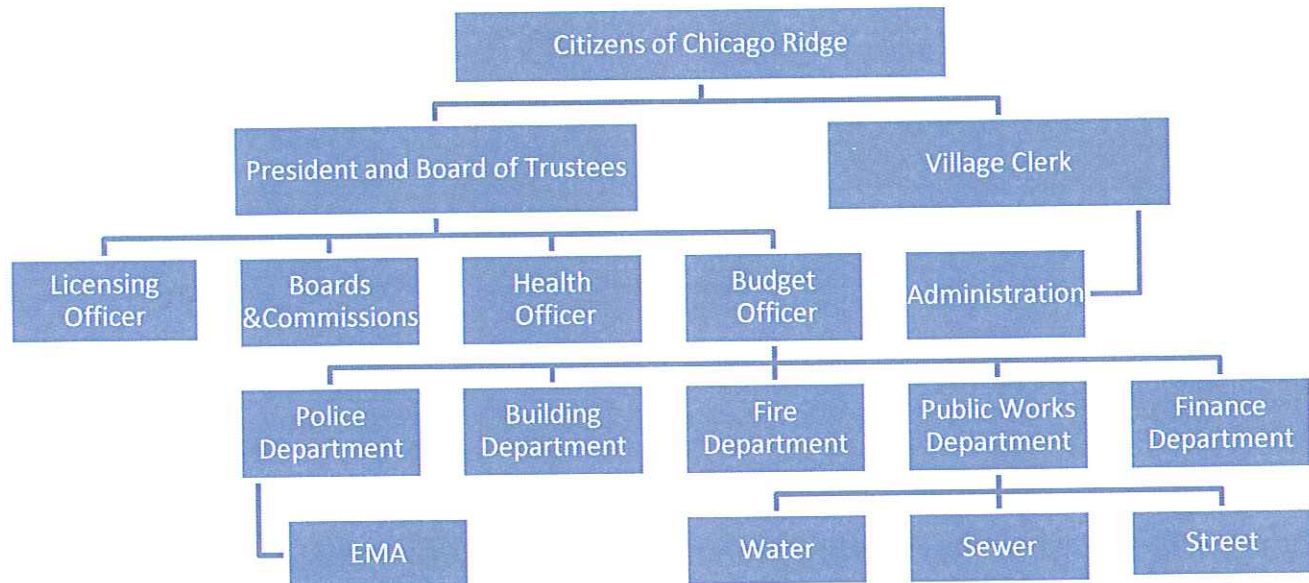 Citizens of Chicago Ridge
President and Board of Trustees
Village Clerk
Licensing
Officer
Boards
&Commissions
Health
Officer
Budget
Officer
Administration
Police
Department
Building
Department
Fire
Department
Public Works
Department
Finance
Department
EMA
Water
Sewer
Street